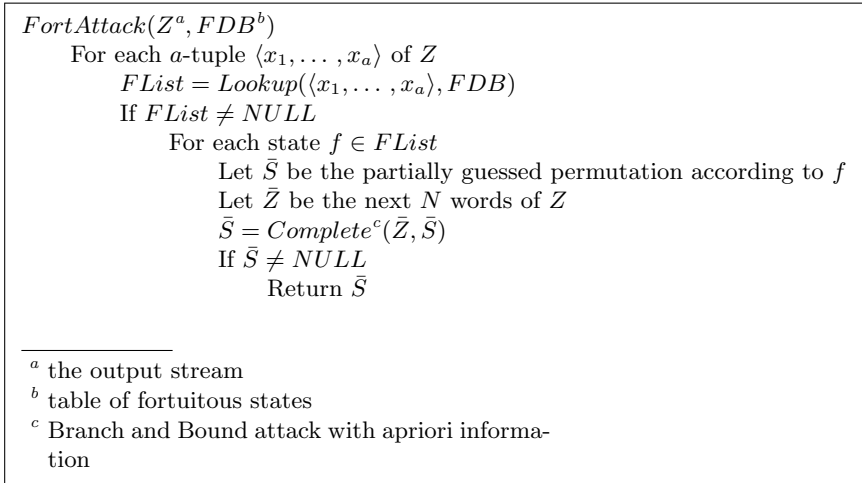 FortAttack(Z^a, FDB^b)
For each a-tuple ⟨x_1, . . . , x_a⟩ of Z
FList = Lookup(⟨x_1, . . . , x_a⟩, FDB)
If FList ≠ NULL
For each state f ∈ FList
Let S̄ be the partially guessed permutation according to f
Let Z̄ be the next N words of Z
S̄ = Complete^c(Z̄, S̄)
If S̄ ≠ NULL
Return S̄
^a the output stream
^b table of fortuitous states
^c Branch and Bound attack with apriori informa-
tion